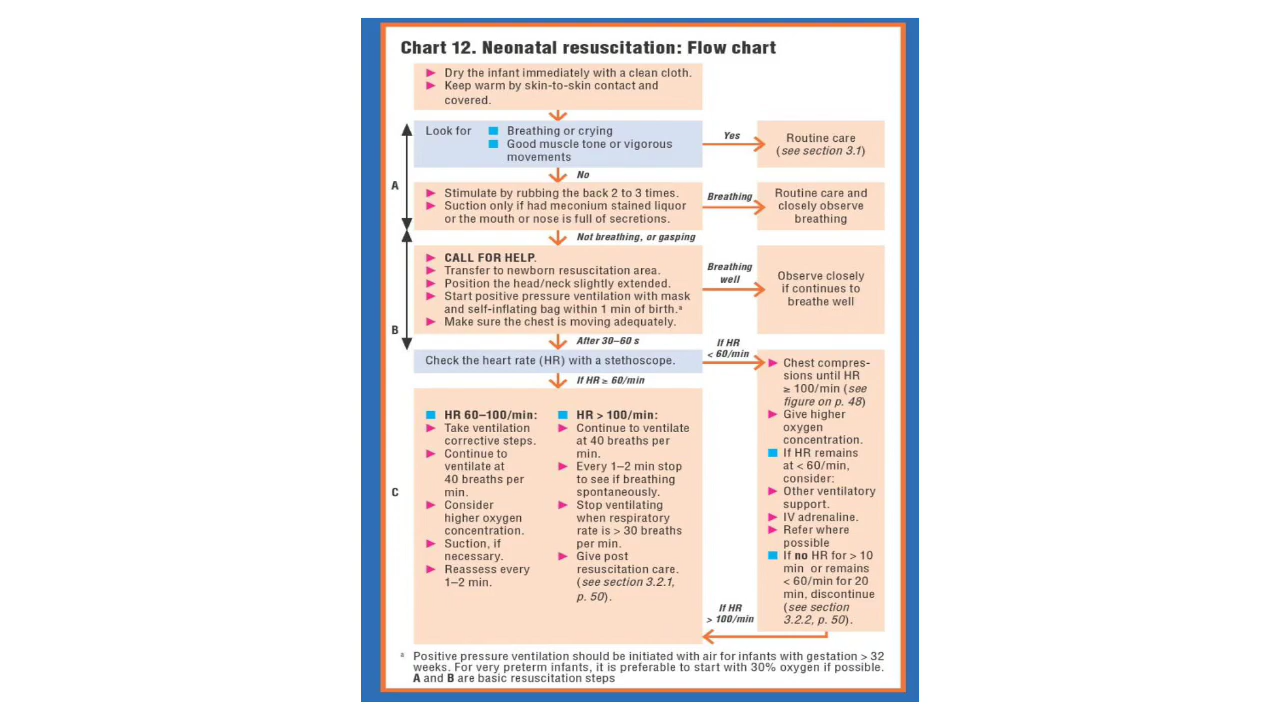 Chart 12. Neonatal resuscitation: Flow chart
Dry the infant immediately with a clean cloth.
Keep warm by skin-to-skin contact and
covered.
A
Look for
Breathing or crying
Good muscle tone or vigorous
movements
Yes
Routine care
(see section 3.1)
No
Stimulate by rubbing the back 2 to 3 times.
Suction only if had meconium stained liquor
or the mouth or nose is full of secretions.
Breathing
Routine care and
closely observe
breathing
Not breathing, or gasping
B
CALL FOR HELP.
Transfer to newborn resuscitation area.
Position the head/neck slightly extended.
Start positive pressure ventilation with mask
and self-inflating bag within 1 min of birth.ᵃ
Make sure the chest is moving adequately.
Breathing
well
Observe closely
if continues to
breathe well
After 30–60 s
Check the heart rate (HR) with a stethoscope.
If HR
< 60/min
If HR ≥ 60/min
C
HR 60–100/min:
Take ventilation
corrective steps.
Continue to
ventilate at
40 breaths per
min.
Consider
higher oxygen
concentration.
Suction, if
necessary.
Reassess every
1–2 min.
HR > 100/min:
Continue to ventilate
at 40 breaths per
min.
Every 1–2 min stop
to see if breathing
spontaneously.
Stop ventilating
when respiratory
rate is > 30 breaths
per min.
Give post
resuscitation care.
(see section 3.2.1,
p. 50).
Chest compres-
sions until HR
≥ 100/min (see
figure on p. 48)
Give higher
oxygen
concentration.
If HR remains
at < 60/min,
consider:
Other ventilatory
support.
IV adrenaline.
Refer where
possible
If no HR for > 10
min or remains
< 60/min for 20
min, discontinue
(see section
3.2.2, p. 50).
If HR
> 100/min
ᵃ Positive pressure ventilation should be initiated with air for infants with gestation > 32
weeks. For very preterm infants, it is preferable to start with 30% oxygen if possible.
A and B are basic resuscitation steps